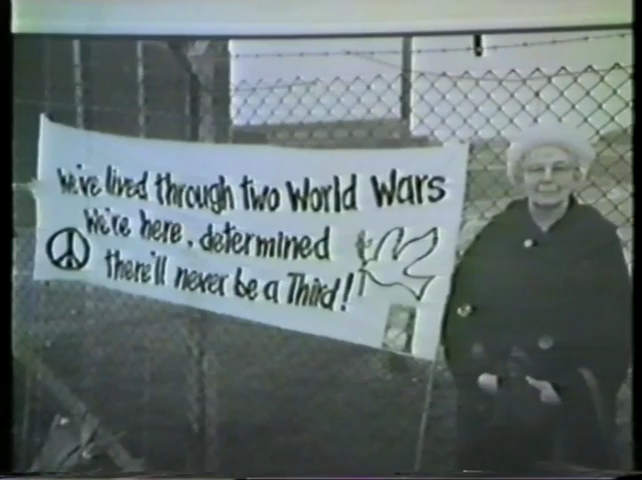 We've lived through two World Wars
We're here, determined
there'll never be a Third!